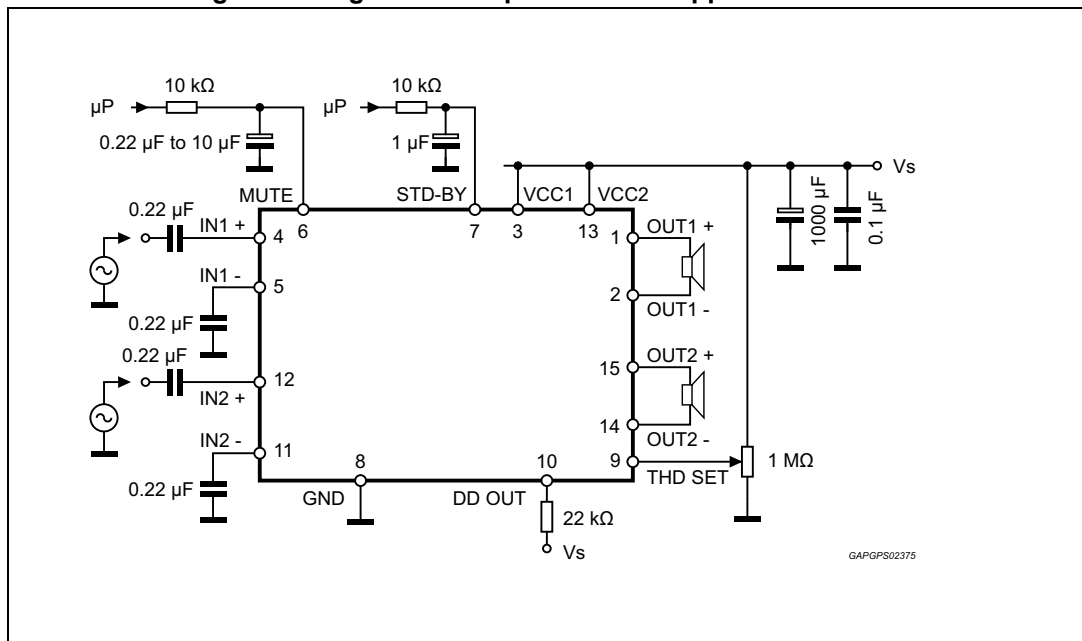 10 kΩ
10 kΩ
µP
µP
0.22 µF to 10 µF
1 µF
Vs
MUTE
STD-BY
VCC1
VCC2
1000 µF
0.1 µF
0.22 µF
IN1 +
4
6
7
3
13
1
OUT1 +
IN1 -
5
2
OUT1 -
0.22 µF
0.22 µF
OUT2 +
15
12
IN2 +
14
OUT2 -
IN2 -
11
8
10
9
THD SET
1 MΩ
0.22 µF
GND
DD OUT
22 kΩ
Vs
GAPGPS02375